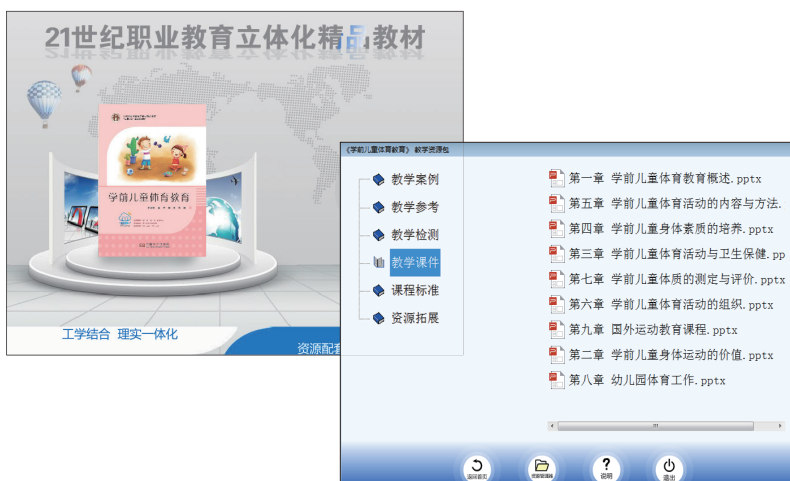 21世纪职业教育立体化精品教材
学前儿童体育教育
工学结合 理实一体化
资源配套
《学前儿童体育教育》 教学资源包
教学案例
教学参考
教学检测
教学课件
课程标准
资源拓展
第一章 学前儿童体育教育概述.pptx
第五章 学前儿童体育活动的内容与方法.
第四章 学前儿童身体素质的培养.pptx
第三章 学前儿童体育活动与卫生保健.pp
第七章 学前儿童体质的测定与评价.pptx
第六章 学前儿童体育活动的组织.pptx
第九章 国外运动教育课程.pptx
第二章 学前儿童身体运动的价值.pptx
第八章 幼儿园体育工作.pptx
返回首页
资源管理器
?
说明
退出